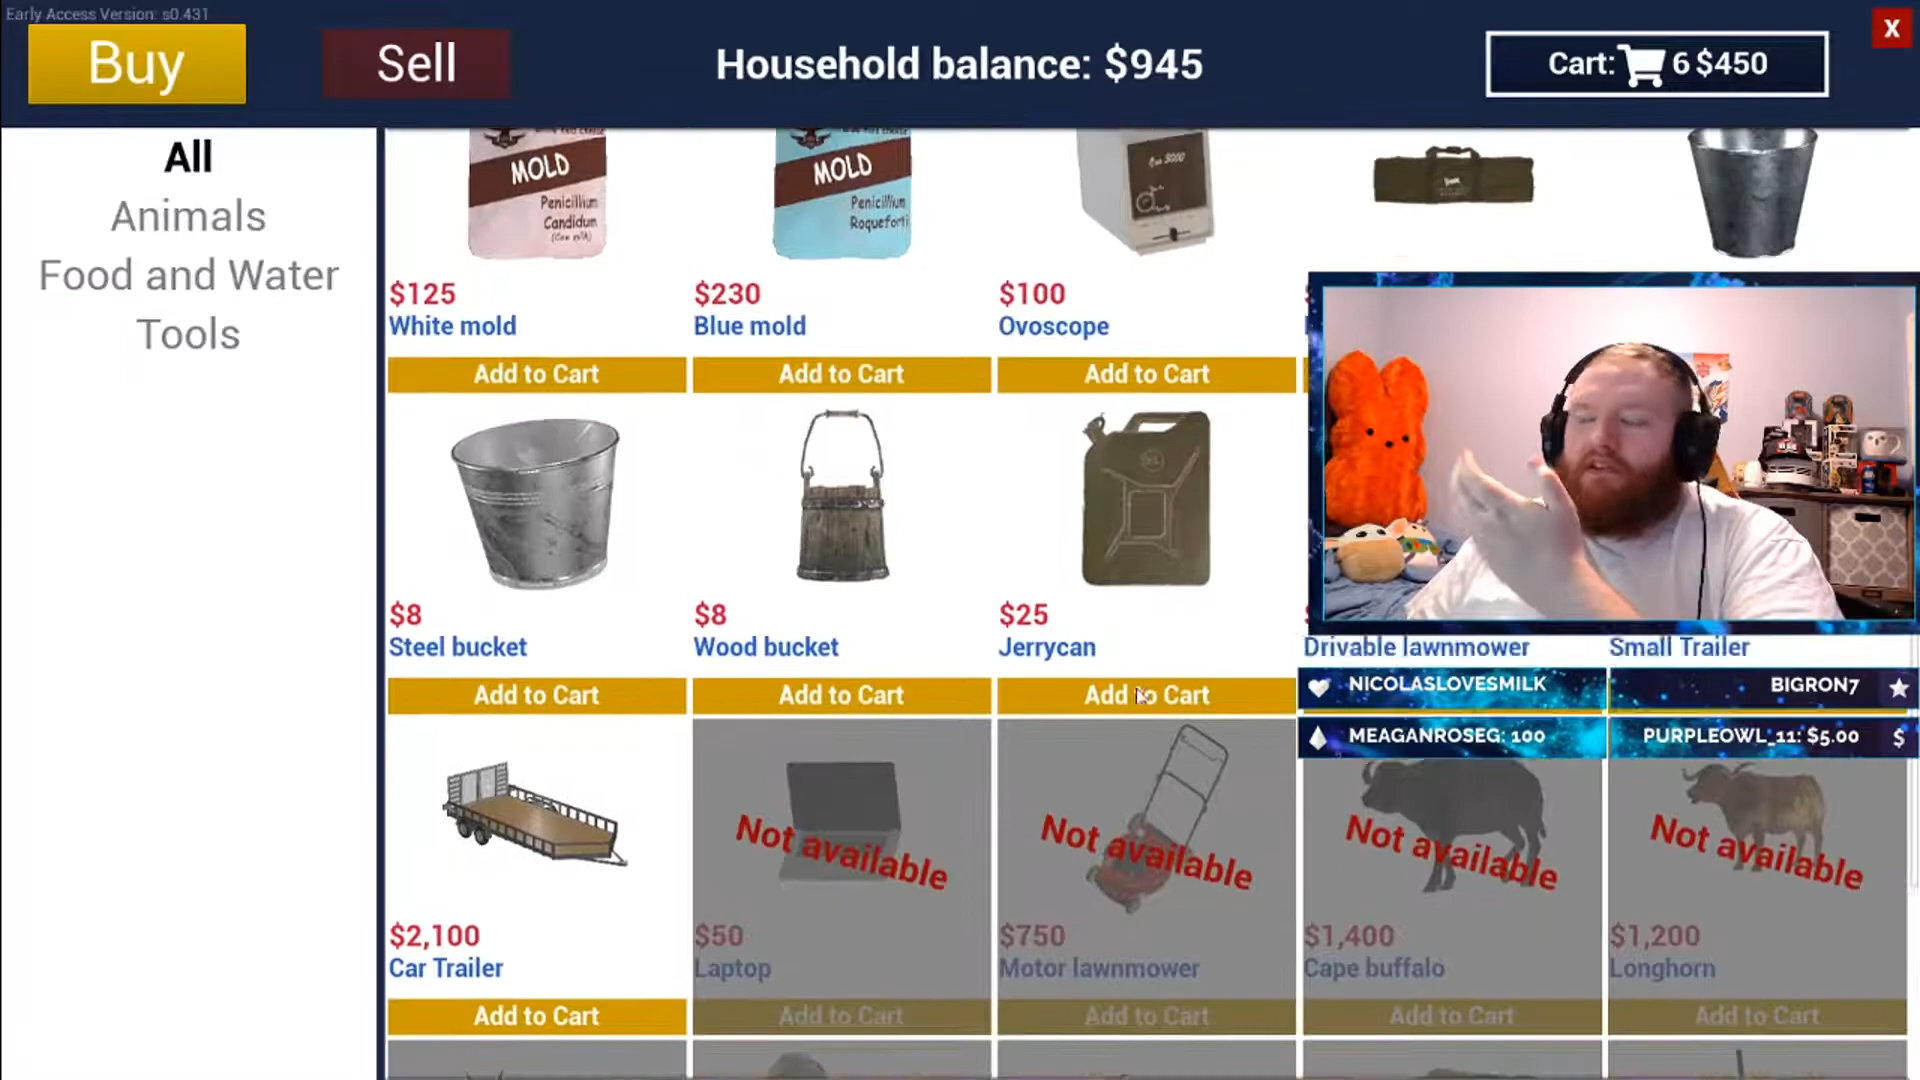 Early Access Version: s0.431
Buy
Sell
Household balance: $945
Cart: 6 $450
X
All
Animals
Food and Water
Tools
MOLD
Penicillium
Candidum
(Cow milk)
MOLD
Penicillium
Roqueforti
Ovo 3000
$125
$230
$100
White mold
Blue mold
Ovoscope
Add to Cart
Add to Cart
Add to Cart
$8
$8
$25
Steel bucket
Wood bucket
Jerrycan
Drivable lawnmower
Small Trailer
Add to Cart
Add to Cart
Add to Cart
NICOLASLOVESMILK
BIGRON7
MEAGANROSEG: 100
PURPLEOWL_11: $5.00 $
Not available
Not available
Not available
Not available
$2,100
$50
$750
$1,400
$1,200
Car Trailer
Laptop
Motor lawnmower
Cape buffalo
Longhorn
Add to Cart
Add to Cart
Add to Cart
Add to Cart
Add to Cart